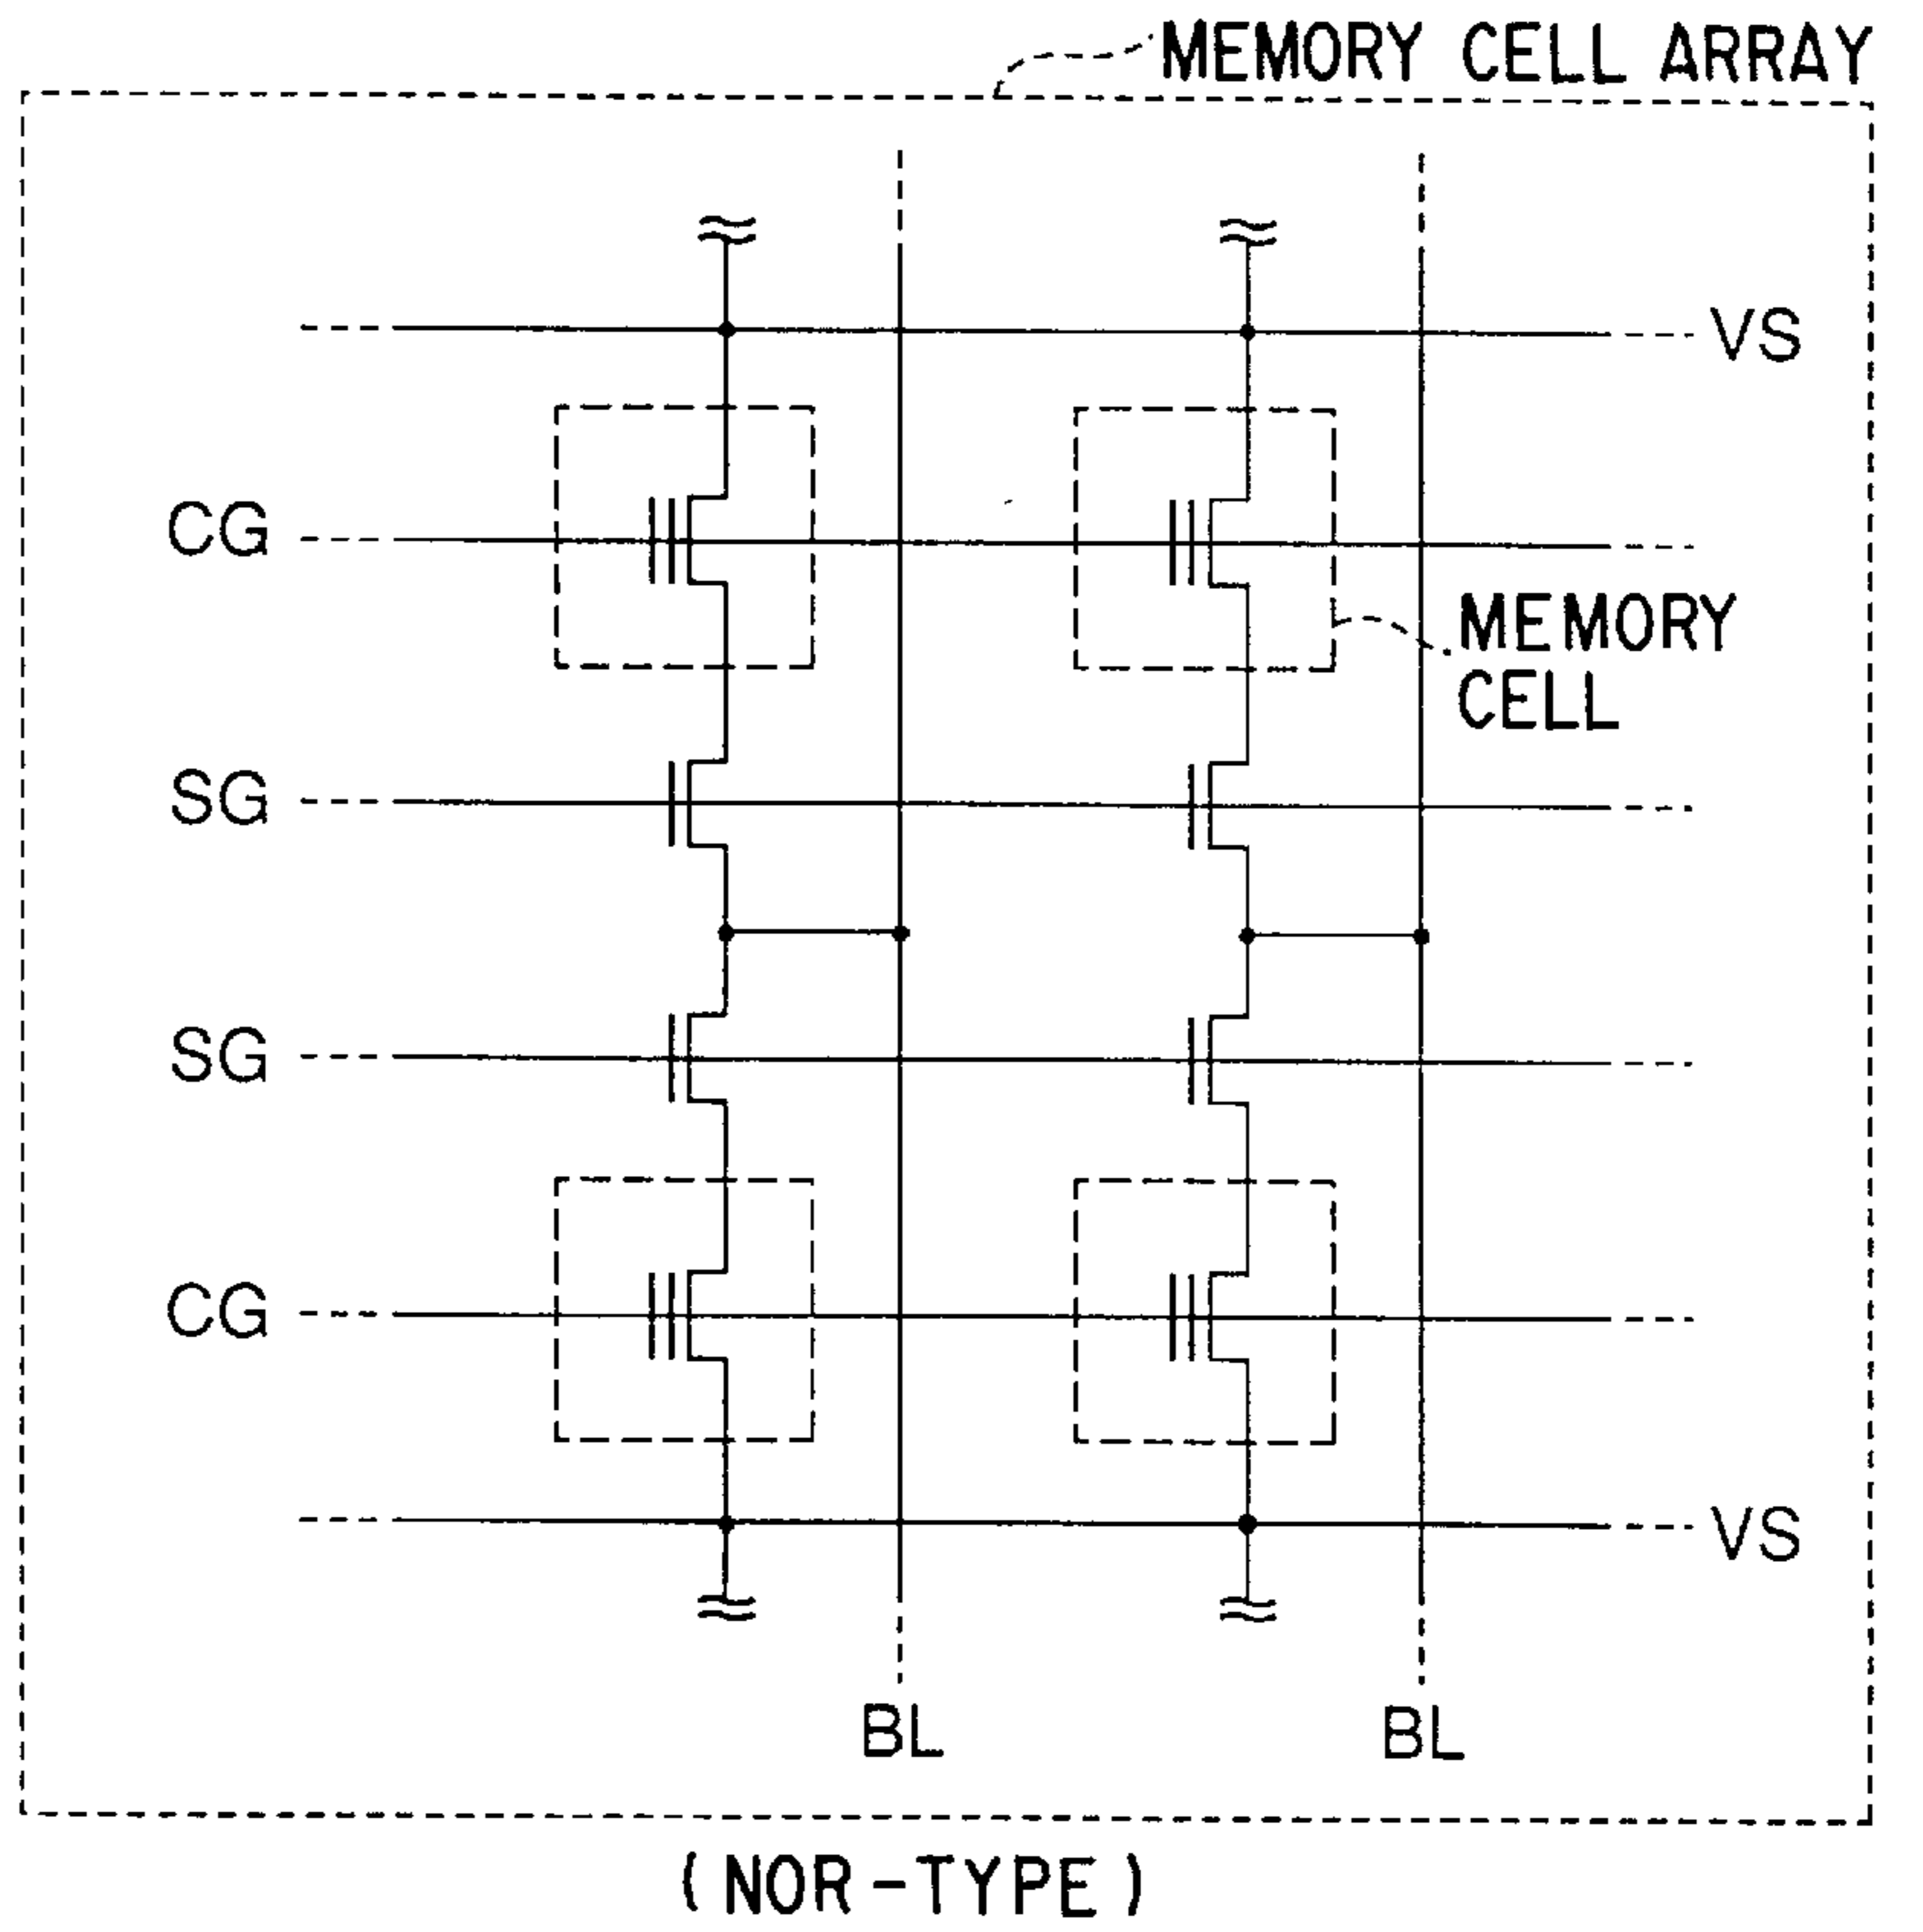 MEMORY CELL ARRAY
VS
CG
MEMORY
CELL
SG
SG
CG
VS
BL BL
(NOR-TYPE)